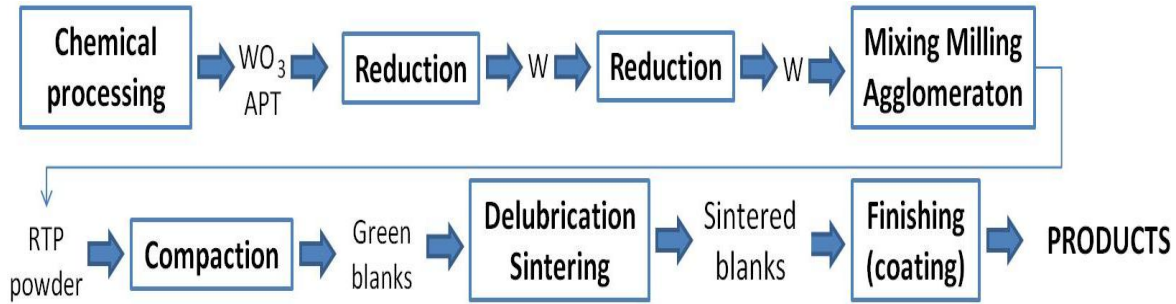 Chemical
processing
WO3
APT
Reduction
W
Reduction
W
Mixing Milling
Agglomeraton
RTP
powder
Compaction
Green
blanks
Delubrication
Sintering
Sintered
blanks
Finishing
(coating)
PRODUCTS